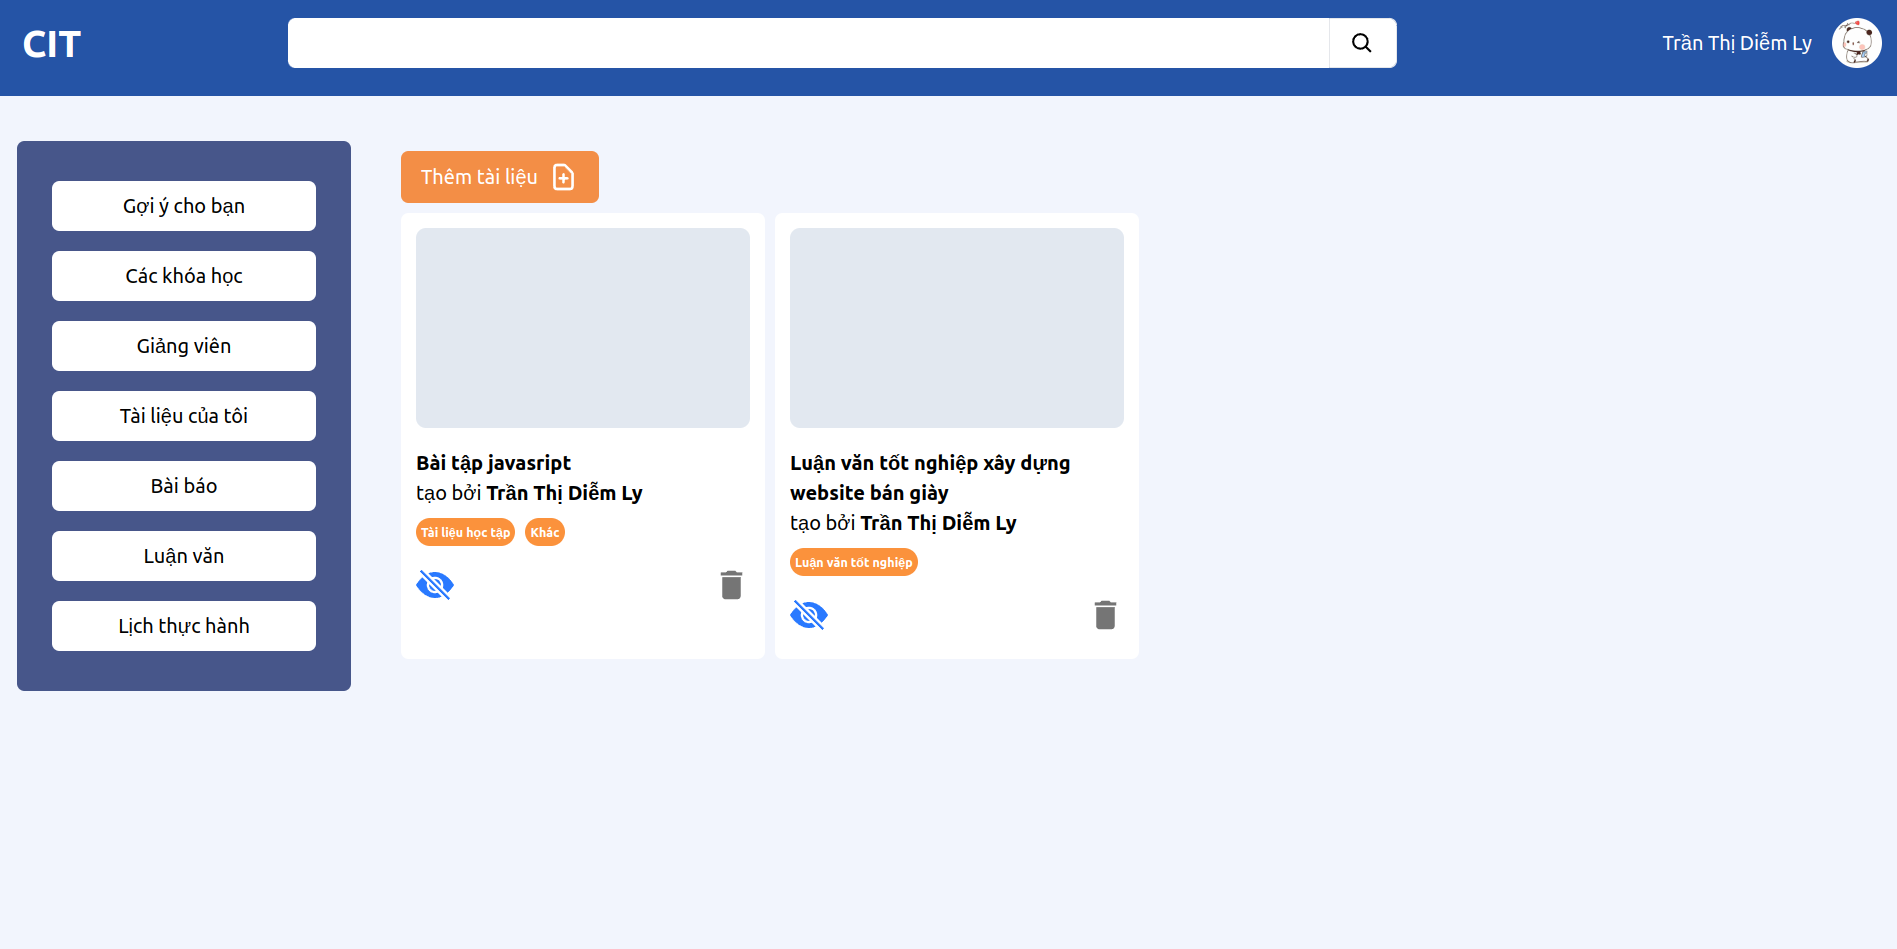 CIT
Trần Thị Diễm Ly
Gợi ý cho bạn
Các khóa học
Giảng viên
Tài liệu của tôi
Bài báo
Luận văn
Lịch thực hành
Thêm tài liệu
Bài tập javasript
tạo bởi Trần Thị Diễm Ly
Tài liệu học tập Khác
Luận văn tốt nghiệp xây dựng
website bán giày
tạo bởi Trần Thị Diễm Ly
Luận văn tốt nghiệp